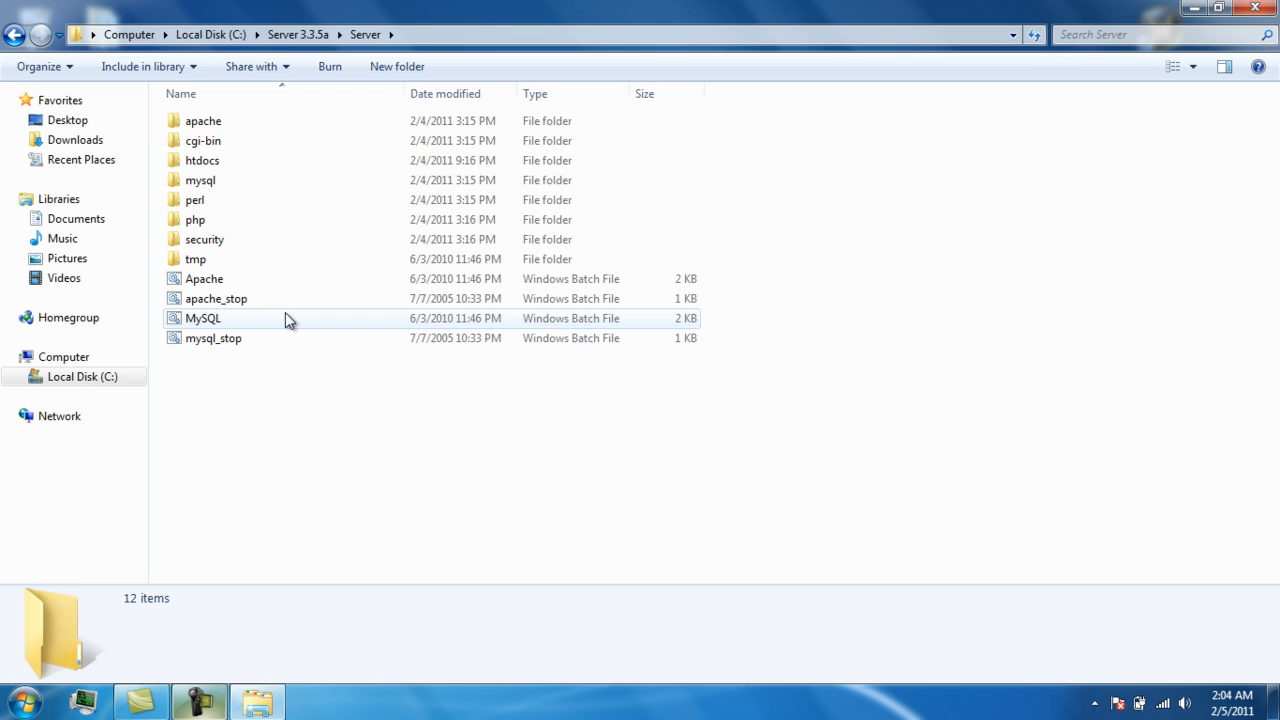 Computer Local Disk (C:) Server 3.3.5a Server Search Server
Organize Include in library Share with Burn New folder
Name Date modified Type Size
Favorites
Desktop
Downloads
Recent Places
Libraries
Documents
Music
Pictures
Videos
Homegroup
Computer
Local Disk (C:)
Network
apache 2/4/2011 3:15 PM File folder
cgi-bin 2/4/2011 3:15 PM File folder
htdocs 2/4/2011 9:16 PM File folder
mysql 2/4/2011 3:15 PM File folder
perl 2/4/2011 3:15 PM File folder
php 2/4/2011 3:16 PM File folder
security 2/4/2011 3:16 PM File folder
tmp 6/3/2010 11:46 PM File folder
Apache 6/3/2010 11:46 PM Windows Batch File 2 KB
apache_stop 7/7/2005 10:33 PM Windows Batch File 1 KB
MySQL 6/3/2010 11:46 PM Windows Batch File 2 KB
mysql_stop 7/7/2005 10:33 PM Windows Batch File 1 KB
12 items
2:04 AM
2/5/2011